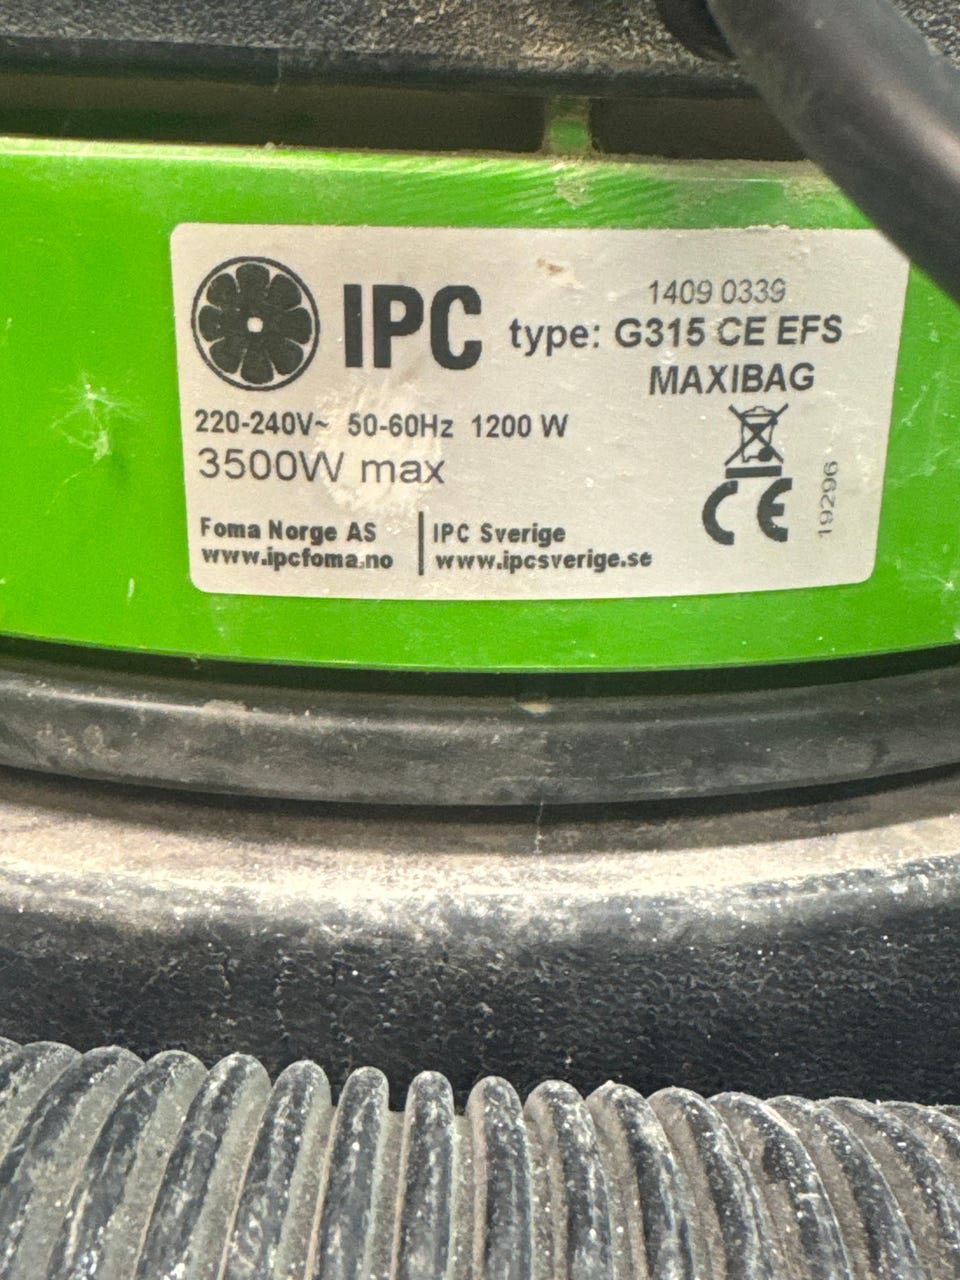 IPC
1409 0339
type: G315 CE EFS
MAXIBAG
220-240V~ 50-60Hz 1200 W
3500W max
Foma Norge AS
www.ipcfoma.no
IPC Sverige
www.ipcsverige.se
CE
19296